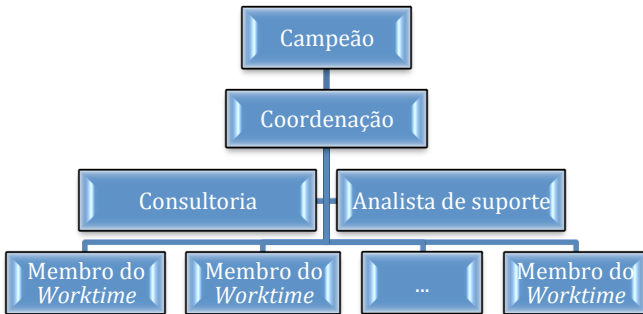 Campeão
Coordenação
Consultoria
Analista de suporte
Membro do
Worktime
Membro do
Worktime
...
Membro do
Worktime